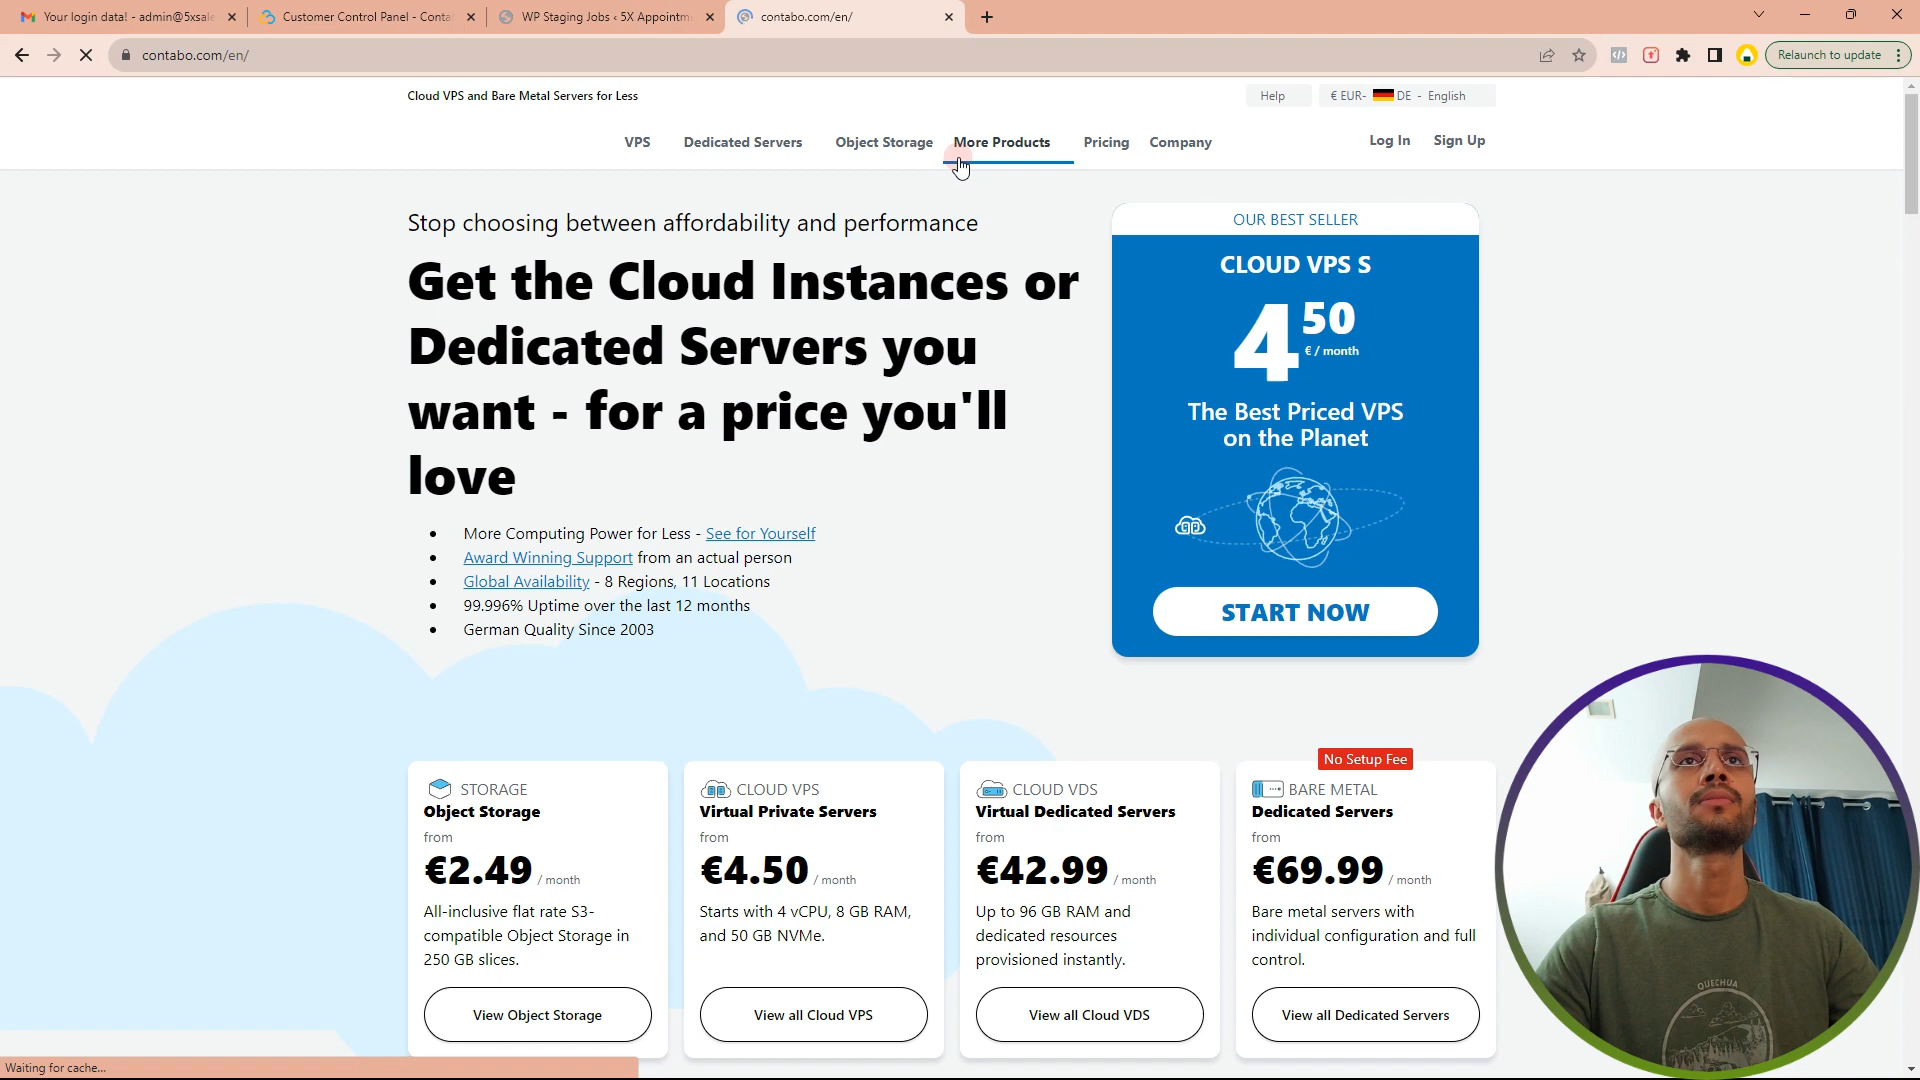 Your login data! - admin@5xsale
Customer Control Panel - Conta
WP Staging Jobs ‹ 5X Appointm
contabo.com/en/
contabo.com/en/
Relaunch to update
Cloud VPS and Bare Metal Servers for Less
Help
€ EUR- DE - English
VPS
Dedicated Servers
Object Storage
More Products
Pricing
Company
Log In
Sign Up
Stop choosing between affordability and performance
Get the Cloud Instances or
Dedicated Servers you
want - for a price you'll
love
• More Computing Power for Less - See for Yourself
• Award Winning Support from an actual person
• Global Availability - 8 Regions, 11 Locations
• 99.996% Uptime over the last 12 months
• German Quality Since 2003
OUR BEST SELLER
CLOUD VPS S
4 50
€ / month
The Best Priced VPS
on the Planet
START NOW
STORAGE
Object Storage
from
€2.49 / month
All-inclusive flat rate S3-
compatible Object Storage in
250 GB slices.
View Object Storage
CLOUD VPS
Virtual Private Servers
from
€4.50 / month
Starts with 4 vCPU, 8 GB RAM,
and 50 GB NVMe.
View all Cloud VPS
CLOUD VDS
Virtual Dedicated Servers
from
€42.99 / month
Up to 96 GB RAM and
dedicated resources
provisioned instantly.
View all Cloud VDS
No Setup Fee
BARE METAL
Dedicated Servers
from
€69.99 / month
Bare metal servers with
individual configuration and full
control.
View all Dedicated Servers
QUECHUA
Waiting for cache...